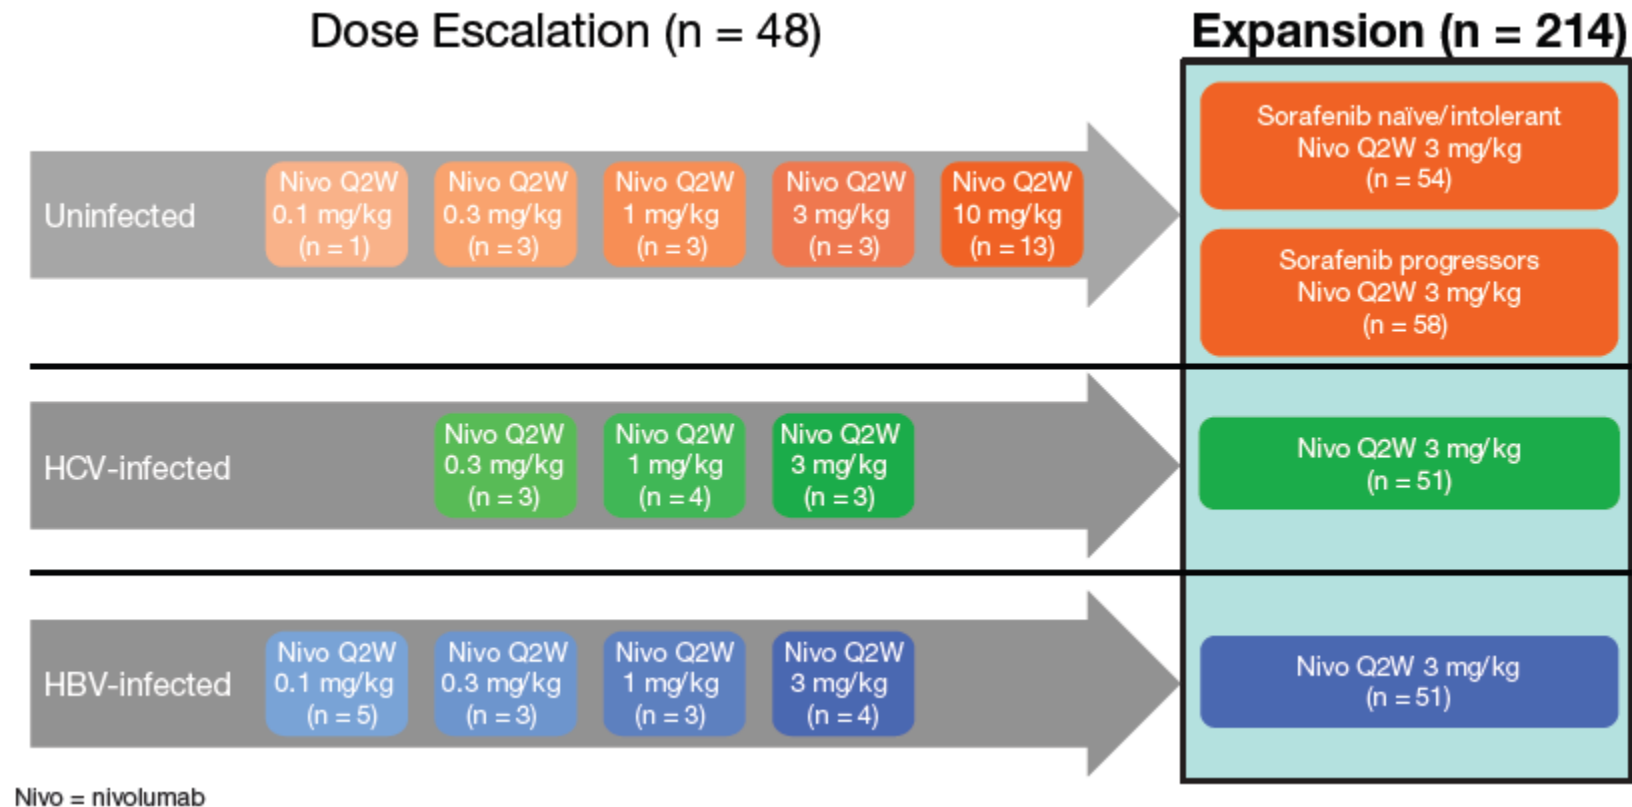 Dose Escalation (n = 48)
Expansion (n = 214)
Uninfected
Nivo Q2W
0.1 mg/kg
(n = 1)
Nivo Q2W
0.3 mg/kg
(n = 3)
Nivo Q2W
1 mg/kg
(n = 3)
Nivo Q2W
3 mg/kg
(n = 3)
Nivo Q2W
10 mg/kg
(n = 13)
Sorafenib naïve/intolerant
Nivo Q2W 3 mg/kg
(n = 54)
Sorafenib progressors
Nivo Q2W 3 mg/kg
(n = 58)
HCV-infected
Nivo Q2W
0.3 mg/kg
(n = 3)
Nivo Q2W
1 mg/kg
(n = 4)
Nivo Q2W
3 mg/kg
(n = 3)
Nivo Q2W 3 mg/kg
(n = 51)
HBV-infected
Nivo Q2W
0.1 mg/kg
(n = 5)
Nivo Q2W
0.3 mg/kg
(n = 3)
Nivo Q2W
1 mg/kg
(n = 3)
Nivo Q2W
3 mg/kg
(n = 4)
Nivo Q2W 3 mg/kg
(n = 51)
Nivo = nivolumab